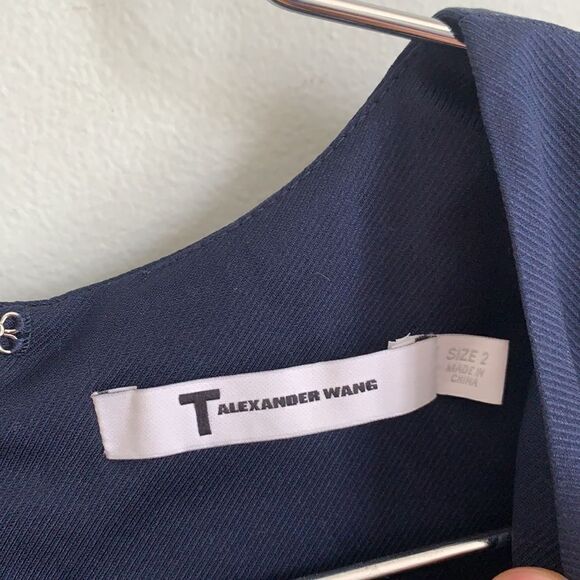 T ALEXANDER WANG
SIZE 2
MADE IN
CHINA